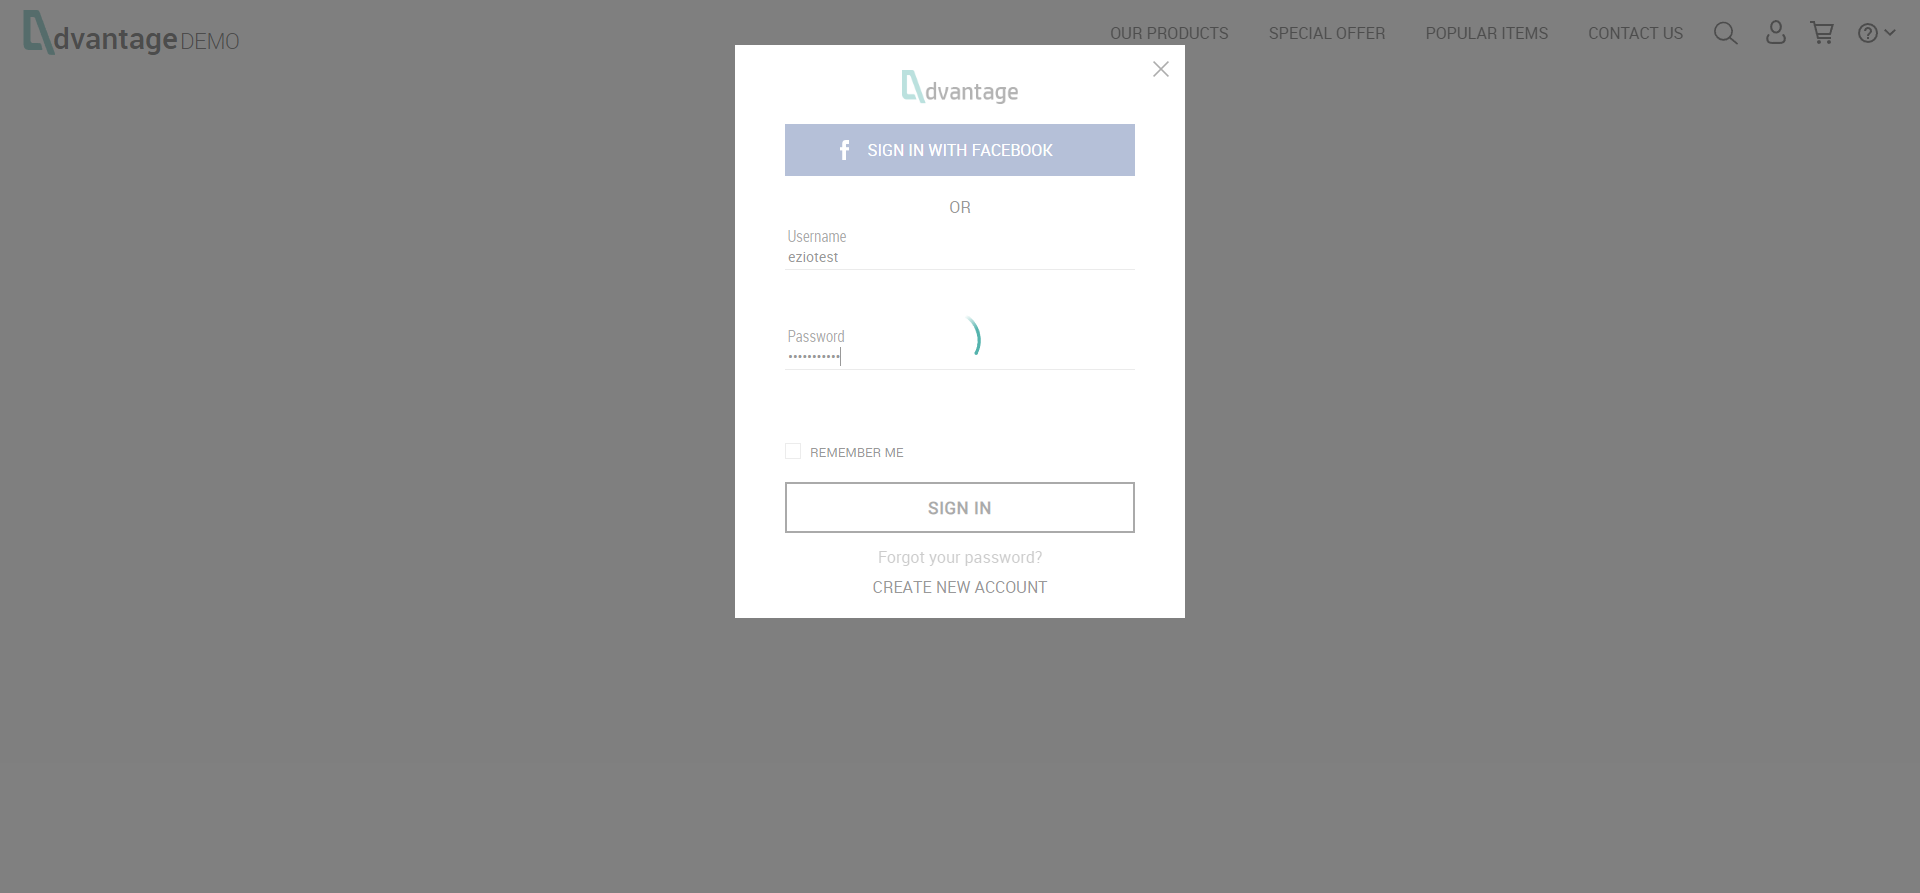 dvantage DEMO
OUR PRODUCTS SPECIAL OFFER POPULAR ITEMS CONTACT US
dvantage
SIGN IN WITH FACEBOOK
OR
Username
eziotest
Password
•••••••••••
REMEMBER ME
SIGN IN
Forgot your password?
CREATE NEW ACCOUNT